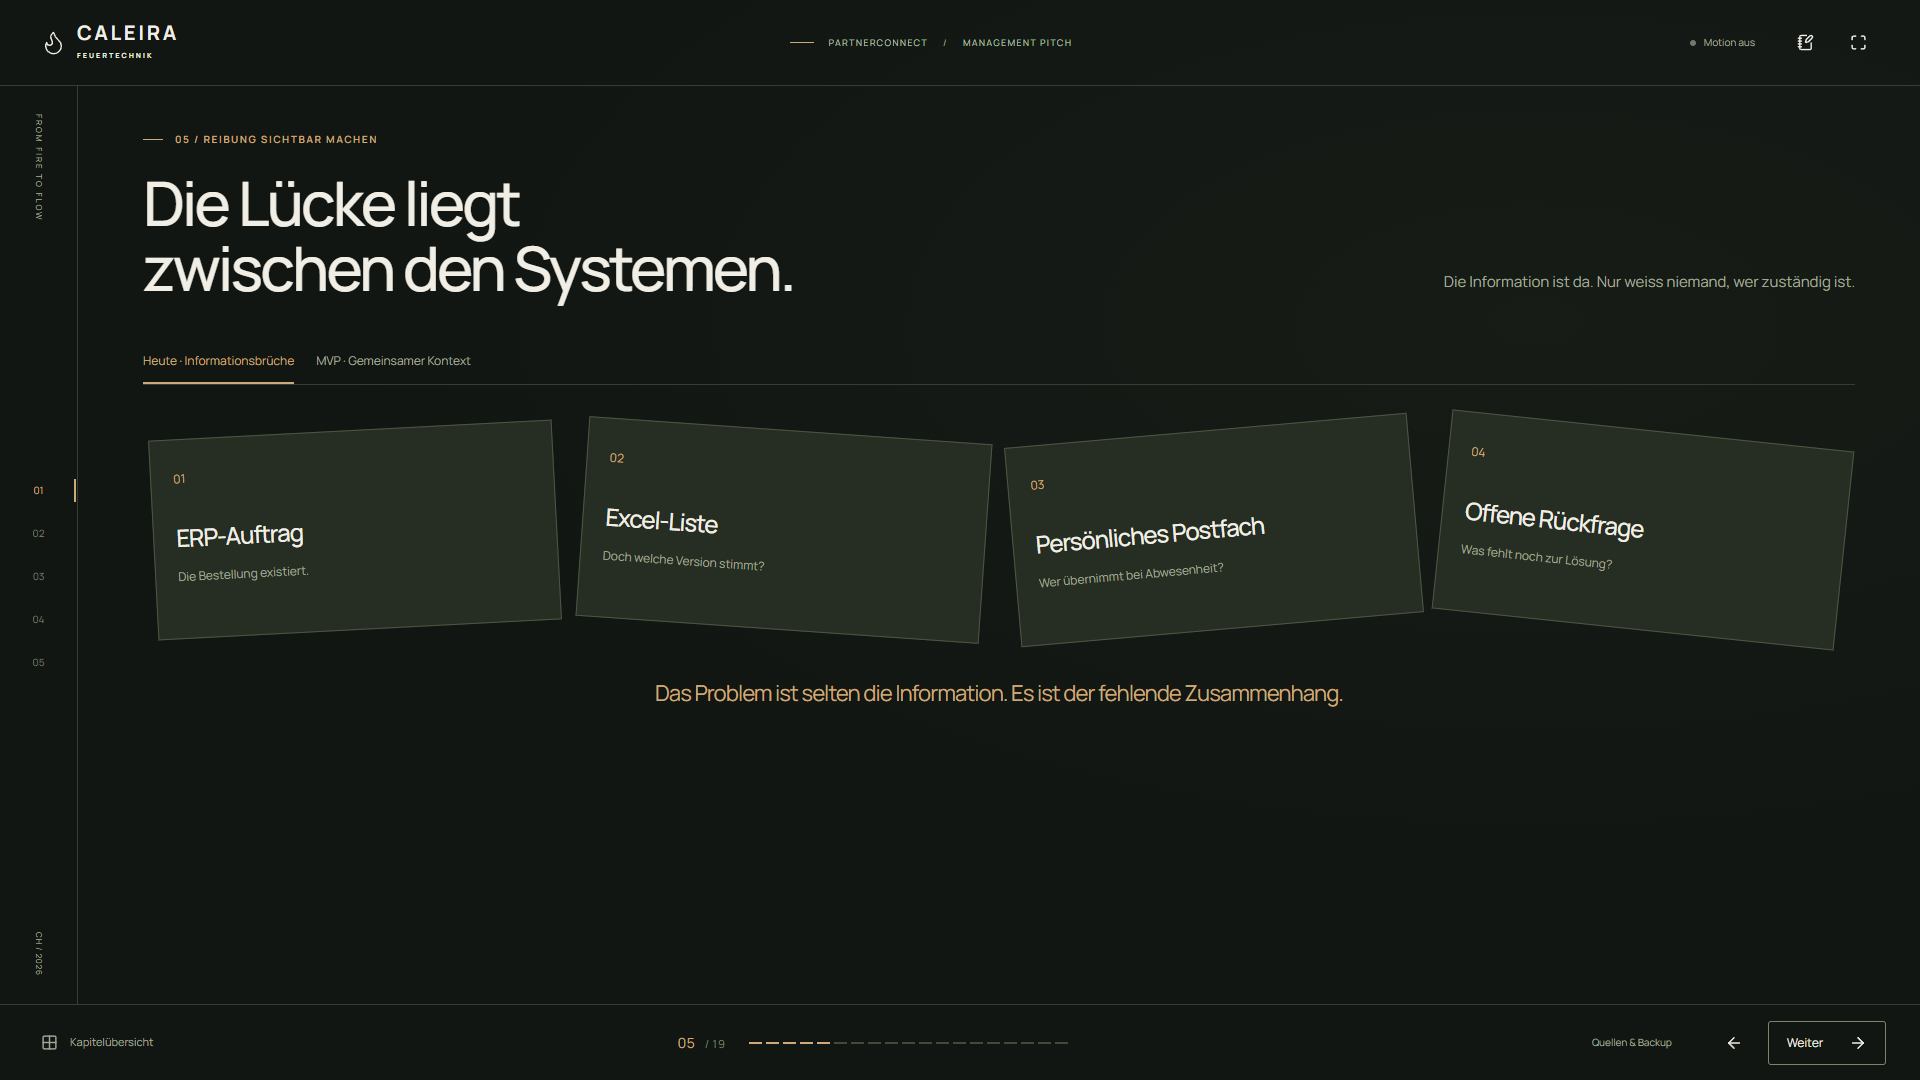 CALEIRA
FEUERTECHNIK
PARTNERCONNECT / MANAGEMENT PITCH
Motion aus
FROM FIRE TO FLOW
05 / REIBUNG SICHTBAR MACHEN
Die Lücke liegt
zwischen den Systemen.
Die Information ist da. Nur weiss niemand, wer zuständig ist.
Heute · Informationsbrüche
MVP · Gemeinsamer Kontext
01
ERP-Auftrag
Die Bestellung existiert.
02
Excel-Liste
Doch welche Version stimmt?
03
Persönliches Postfach
Wer übernimmt bei Abwesenheit?
04
Offene Rückfrage
Was fehlt noch zur Lösung?
01
02
03
04
05
Das Problem ist selten die Information. Es ist der fehlende Zusammenhang.
CH / 2026
Kapitelübersicht
05 / 19
Quellen & Backup
Weiter